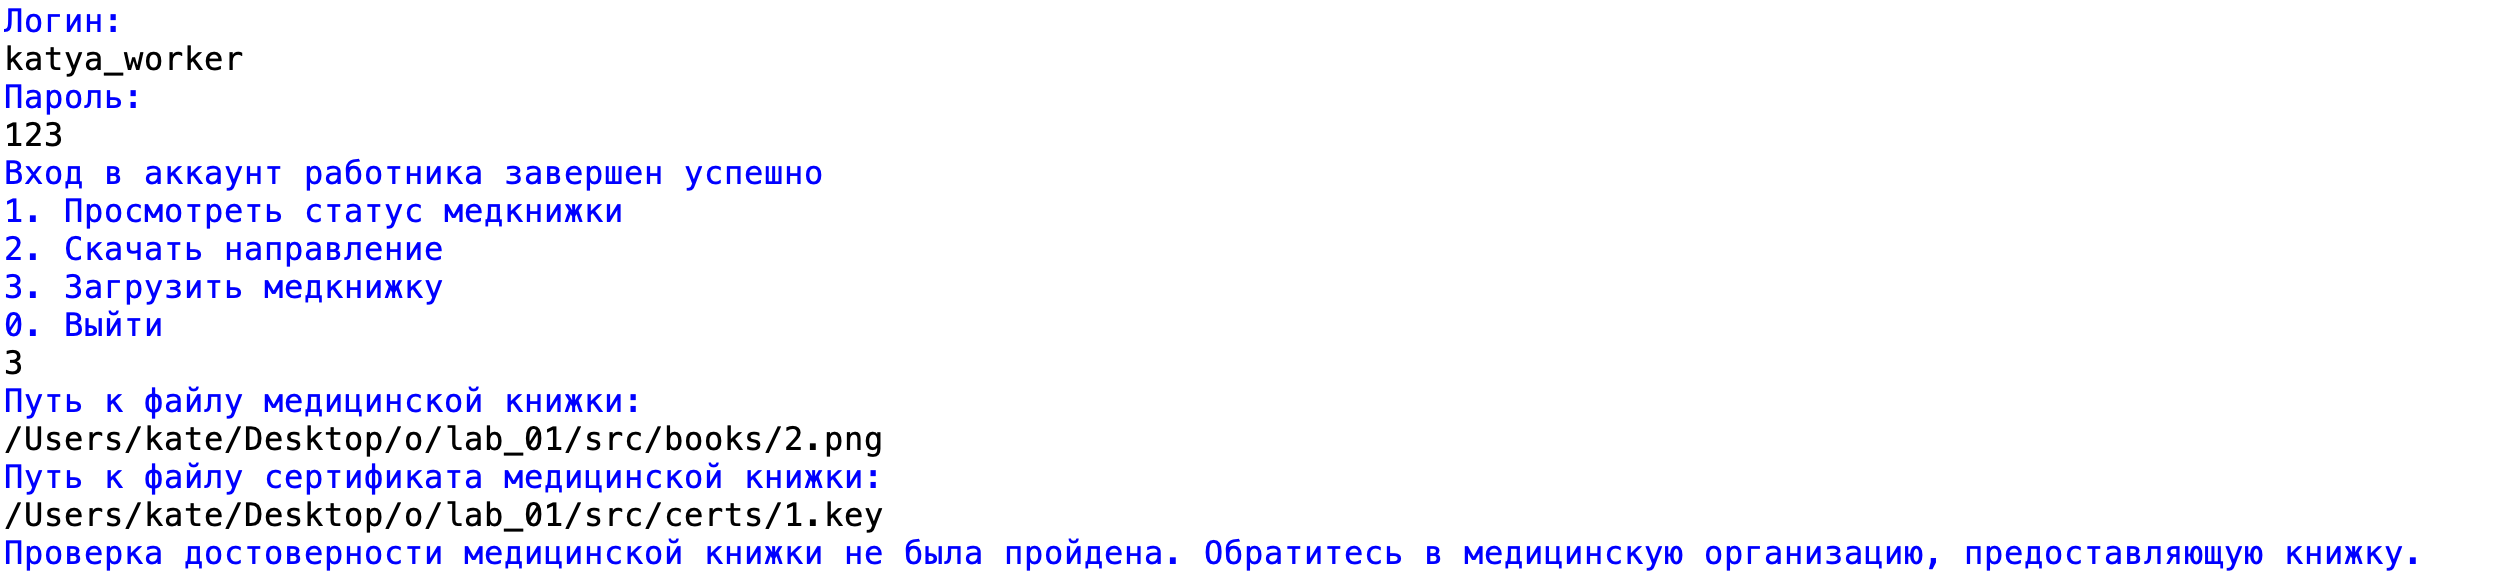 Логин:
katya_worker
Пароль:
123
Вход в аккаунт работника завершен успешно
1. Просмотреть статус медкнижки
2. Скачать направление
3. Загрузить медкнижку
0. Выйти
3
Путь к файлу медицинской книжки:
/Users/kate/Desktop/o/lab_01/src/books/2.png
Путь к файлу сертификата медицинской книжки:
/Users/kate/Desktop/o/lab_01/src/certs/1.key
Проверка достоверности медицинской книжки не была пройдена. Обратитесь в медицинскую организацию, предоставляющую книжку.